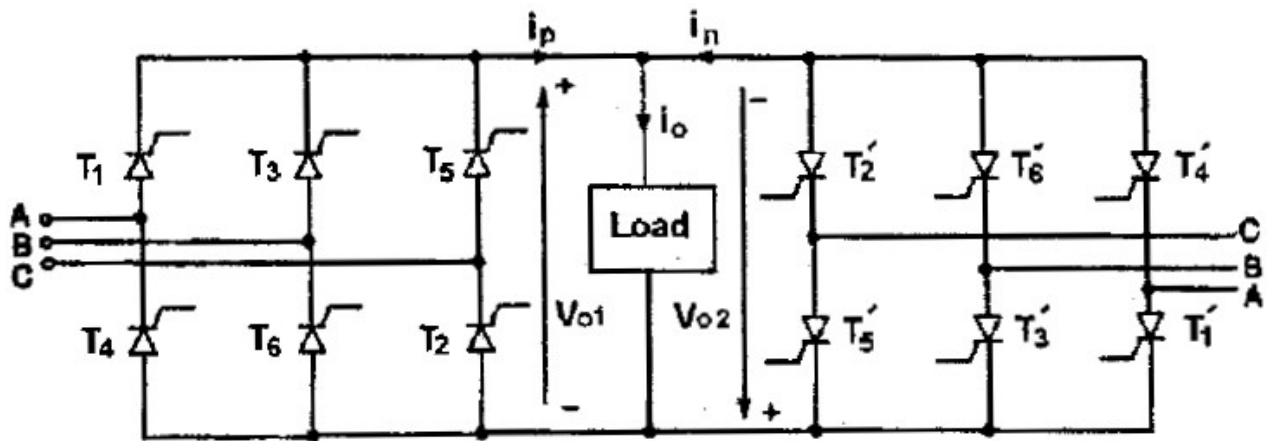 ip in
+ -
io
T1 T3 T5 T2´ T6´ T4´
A
B
C
Load
C
B
A
Vo1 Vo2
T4 T6 T2 T5´ T3´ T1´
- +